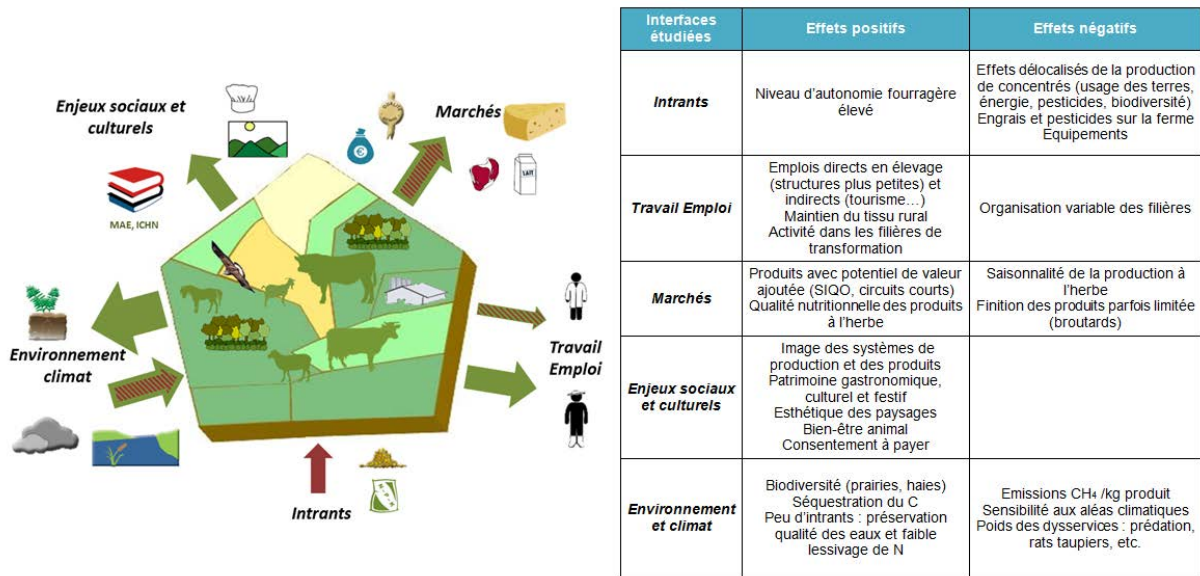 Enjeux sociaux et
culturels
MAE, ICHN
Marchés
€
LAIT
Environnement
climat
Travail
Emploi
Intrants
Interfaces
étudiées
Effets positifs
Effets négatifs
Intrants
Niveau d'autonomie fourragère
élevé
Effets délocalisés de la production
de concentrés (usage des terres,
énergie, pesticides, biodiversité)
Engrais et pesticides sur la ferme
Equipements
Travail Emploi
Emplois directs en élevage
(structures plus petites) et
indirects (tourisme…)
Maintien du tissu rural
Activité dans les filières de
transformation
Organisation variable des filières
Marchés
Produits avec potentiel de valeur
ajoutée (SIQO, circuits courts)
Qualité nutritionnelle des produits
à l'herbe
Saisonnalité de la production à
l'herbe
Finition des produits parfois limitée
(broutards)
Enjeux sociaux
et culturels
Image des systèmes de
production et des produits
Patrimoine gastronomique,
culturel et festif
Esthétique des paysages
Bien-être animal
Consentement à payer
Environnement
et climat
Biodiversité (prairies, haies)
Séquestration du C
Peu d'intrants : préservation
qualité des eaux et faible
lessivage de N
Emissions CH₄ /kg produit
Sensibilité aux aléas climatiques
Poids des dysservices : prédation,
rats taupiers, etc.